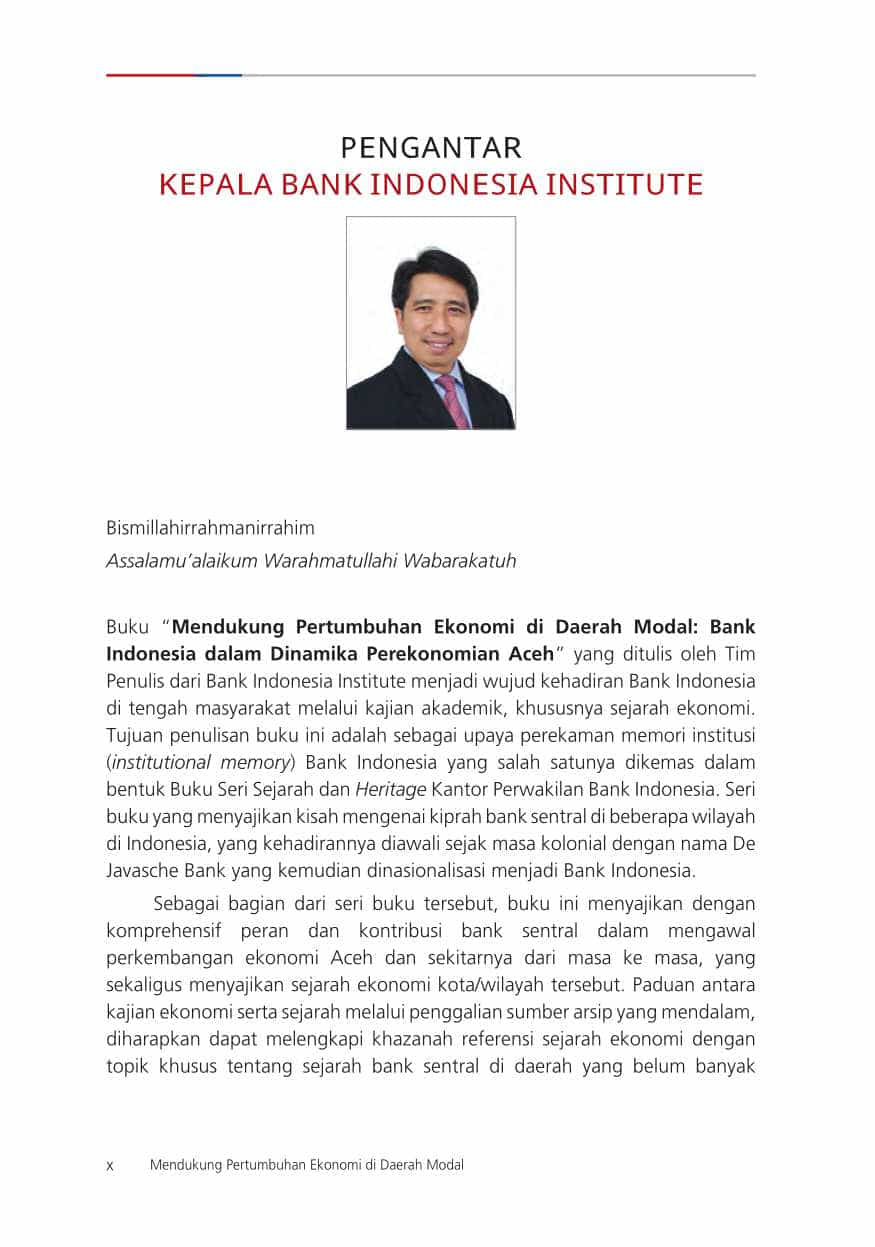 PENGANTAR
KEPALA BANK INDONESIA INSTITUTE
Bismillahirrahmanirrahim
Assalamu’alaikum Warahmatullahi Wabarakatuh
Buku “Mendukung Pertumbuhan Ekonomi di Daerah Modal: Bank
Indonesia dalam Dinamika Perekonomian Aceh” yang ditulis oleh Tim
Penulis dari Bank Indonesia Institute menjadi wujud kehadiran Bank Indonesia
di tengah masyarakat melalui kajian akademik, khususnya sejarah ekonomi.
Tujuan penulisan buku ini adalah sebagai upaya perekaman memori institusi
(institutional memory) Bank Indonesia yang salah satunya dikemas dalam
bentuk Buku Seri Sejarah dan Heritage Kantor Perwakilan Bank Indonesia. Seri
buku yang menyajikan kisah mengenai kiprah bank sentral di beberapa wilayah
di Indonesia, yang kehadirannya diawali sejak masa kolonial dengan nama De
Javasche Bank yang kemudian dinasionalisasi menjadi Bank Indonesia.
Sebagai bagian dari seri buku tersebut, buku ini menyajikan dengan
komprehensif peran dan kontribusi bank sentral dalam mengawal
perkembangan ekonomi Aceh dan sekitarnya dari masa ke masa, yang
sekaligus menyajikan sejarah ekonomi kota/wilayah tersebut. Paduan antara
kajian ekonomi serta sejarah melalui penggalian sumber arsip yang mendalam,
diharapkan dapat melengkapi khazanah referensi sejarah ekonomi dengan
topik khusus tentang sejarah bank sentral di daerah yang belum banyak
x Mendukung Pertumbuhan Ekonomi di Daerah Modal